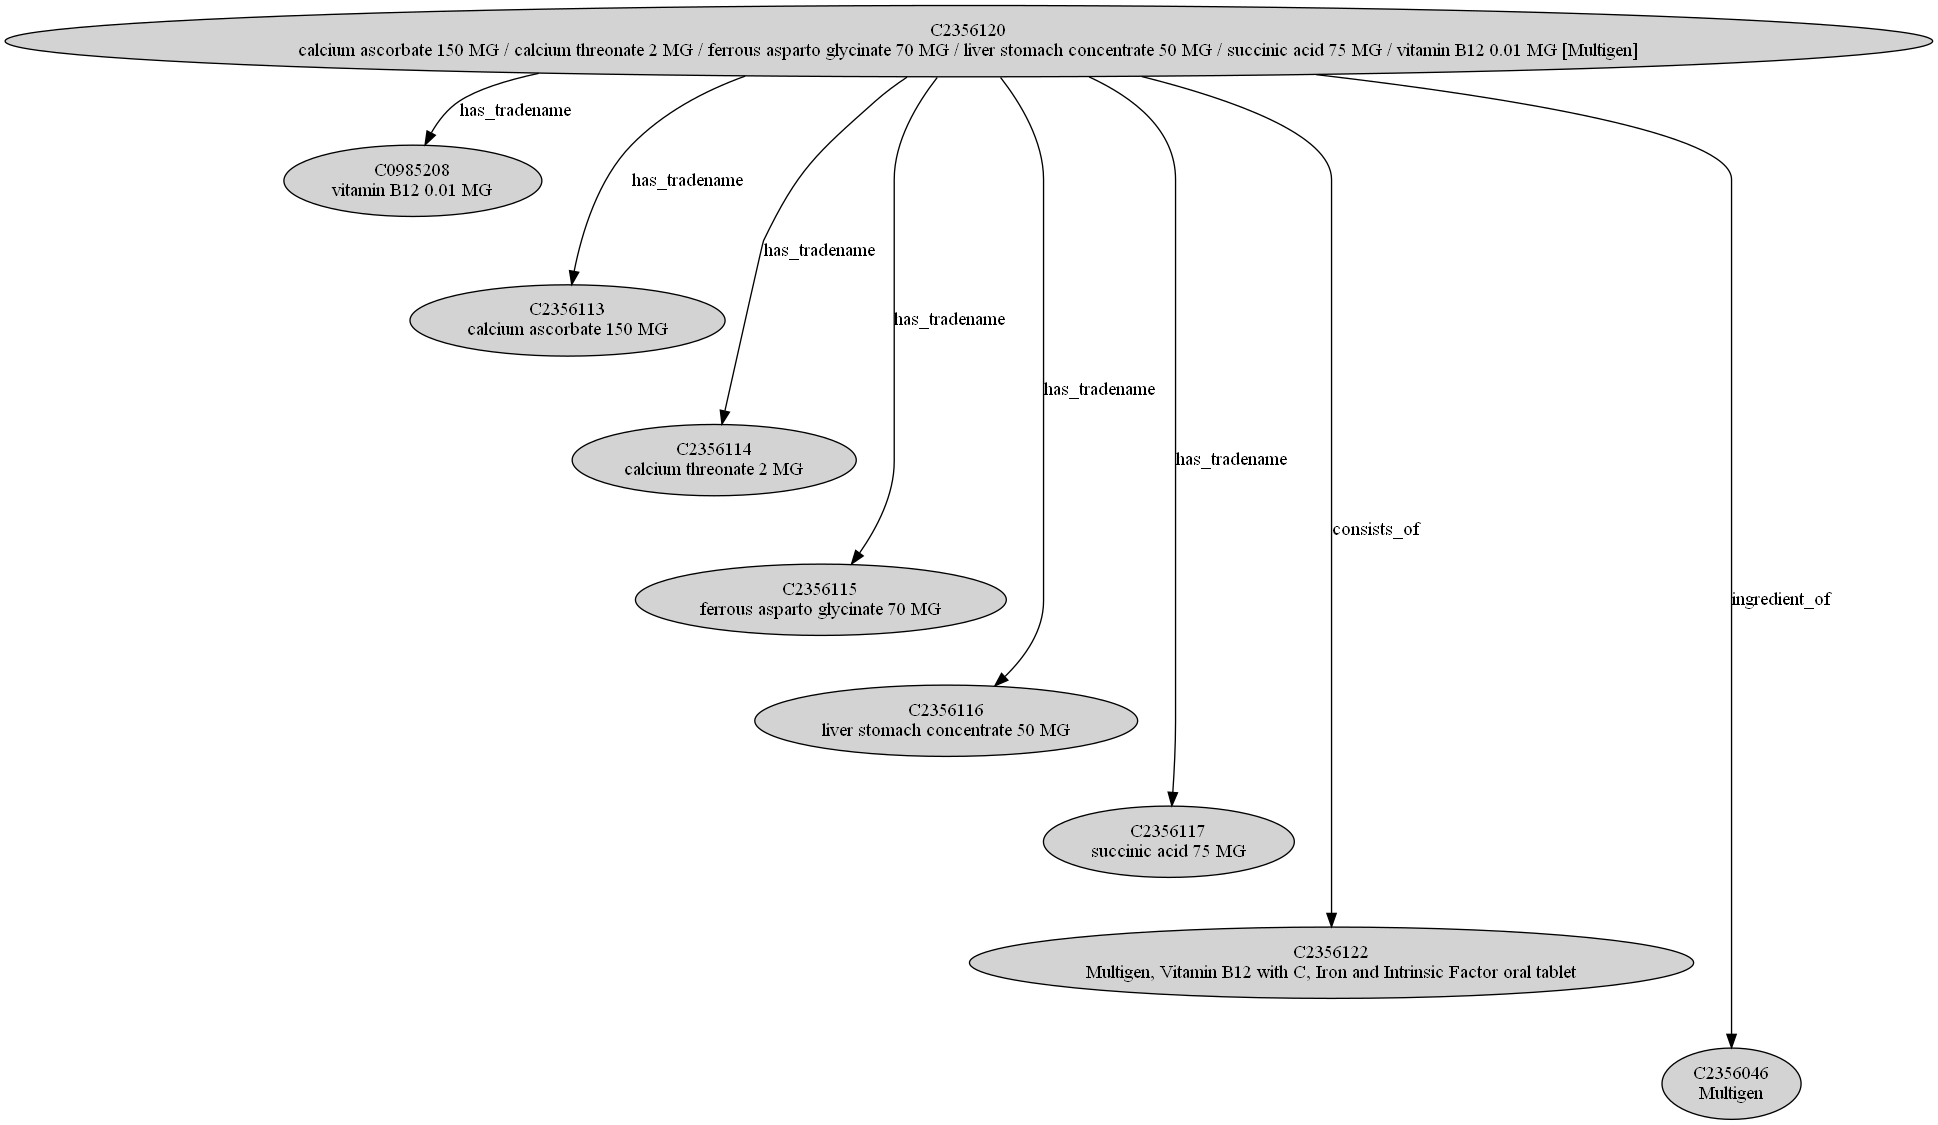 C2356120
calcium ascorbate 150 MG / calcium threonate 2 MG / ferrous asparto glycinate 70 MG / liver stomach concentrate 50 MG / succinic acid 75 MG / vitamin B12 0.01 MG [Multigen]
has_tradename
C0985208
vitamin B12 0.01 MG
has_tradename
has_tradename
C2356113
calcium ascorbate 150 MG
has_tradename
has_tradename
C2356114
calcium threonate 2 MG
has_tradename
consists_of
C2356115
ferrous asparto glycinate 70 MG
ingredient_of
C2356116
liver stomach concentrate 50 MG
C2356117
succinic acid 75 MG
C2356122
Multigen, Vitamin B12 with C, Iron and Intrinsic Factor oral tablet
C2356046
Multigen